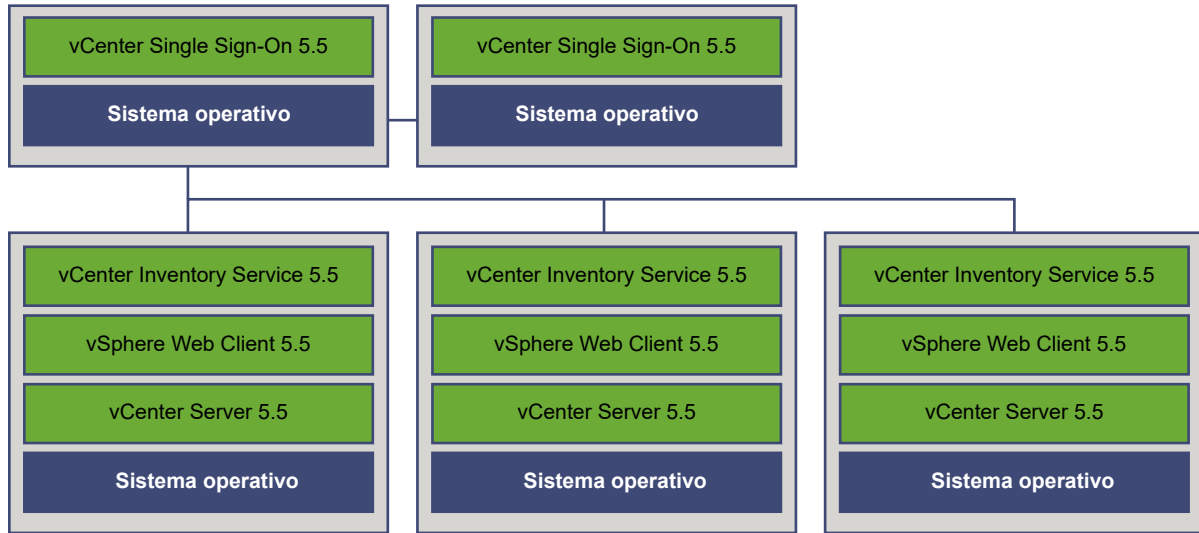 vCenter Single Sign-On 5.5
Sistema operativo
vCenter Single Sign-On 5.5
Sistema operativo
vCenter Inventory Service 5.5
vSphere Web Client 5.5
vCenter Server 5.5
Sistema operativo
vCenter Inventory Service 5.5
vSphere Web Client 5.5
vCenter Server 5.5
Sistema operativo
vCenter Inventory Service 5.5
vSphere Web Client 5.5
vCenter Server 5.5
Sistema operativo